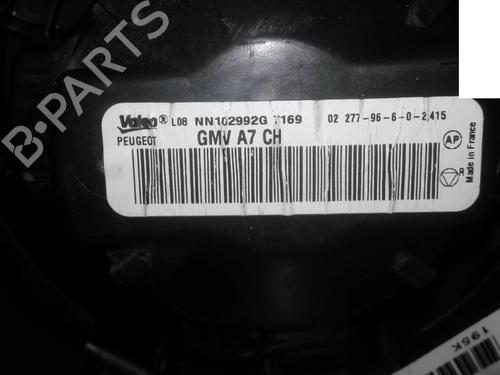 B-Parts
Valeo® L08 NN102992G T169 02 277-96-6-0-2415
PEUGEOT GMV A7 CH
AP
R
Made in France
195K